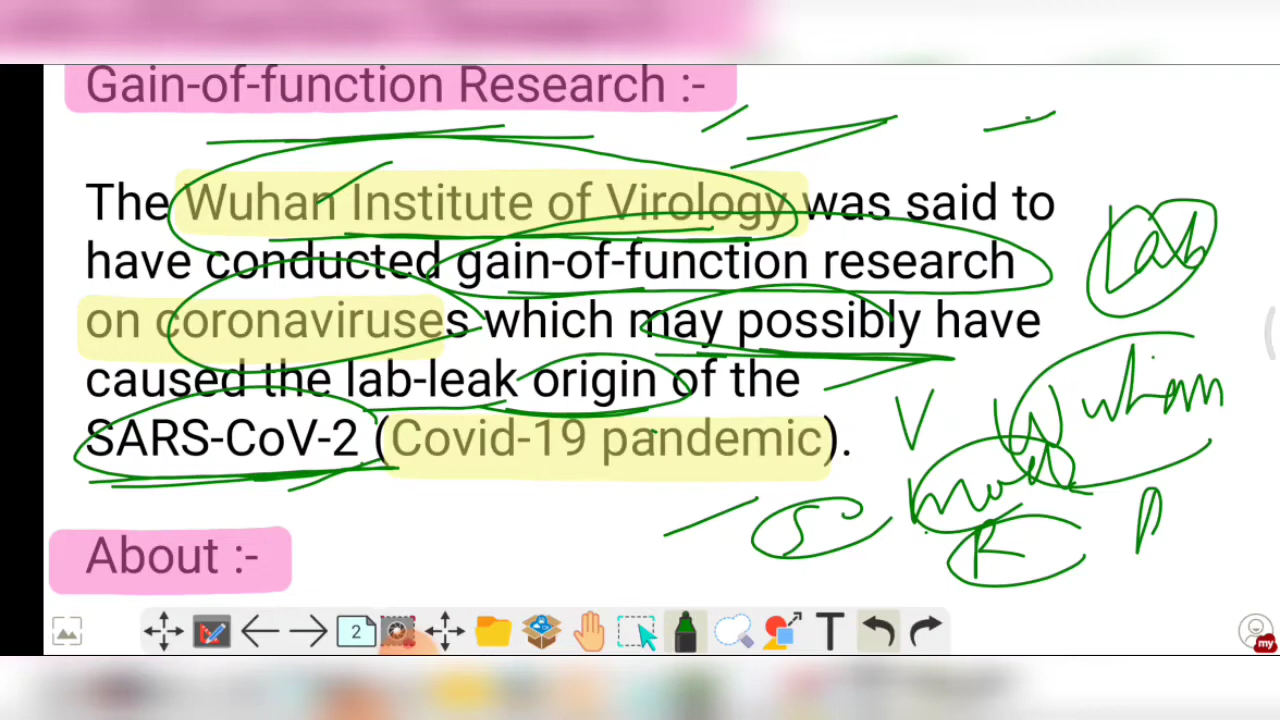 Gain-of-function Research :-
The Wuhan Institute of Virology was said to
have conducted gain-of-function research
on coronaviruses which may possibly have
caused the lab-leak origin of the
SARS-CoV-2 (Covid-19 pandemic).
Lab
Wuhan
V
W
S
R
About :-
2
T
my